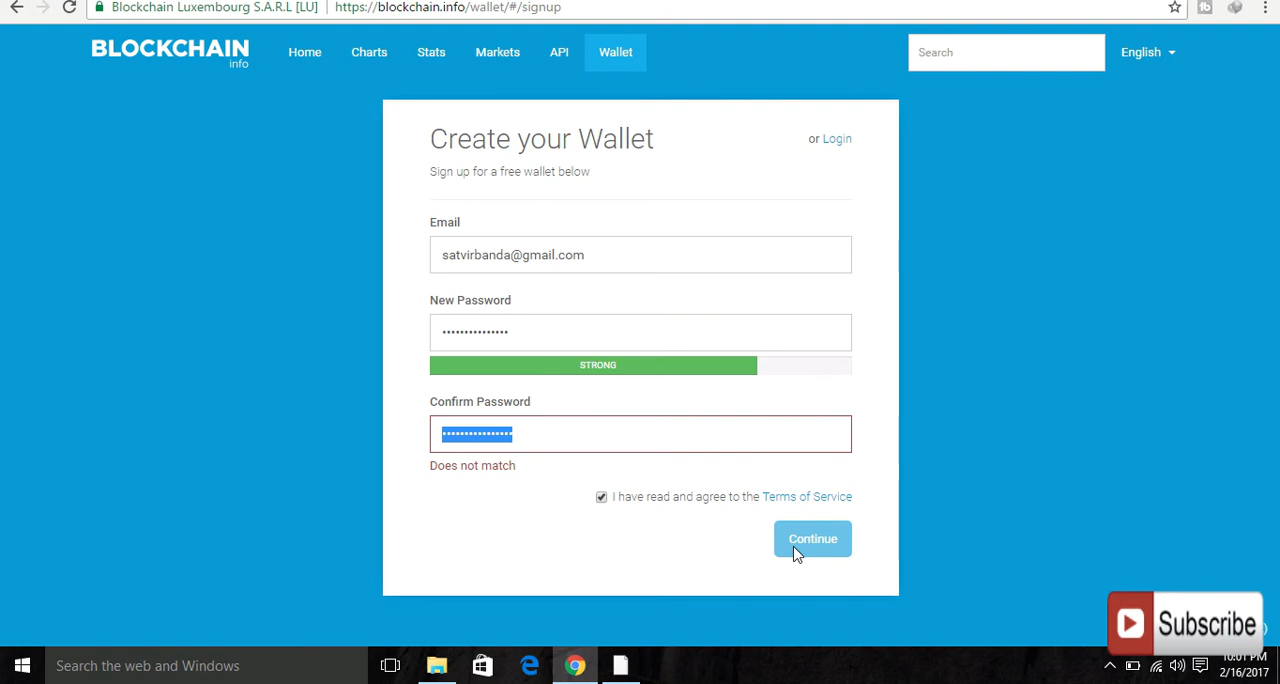 Blockchain Luxembourg S.A.R.L [LU] https://blockchain.info/wallet/#/signup
BLOCKCHAIN
info
Home Charts Stats Markets API Wallet Search English
Create your Wallet
or Login
Sign up for a free wallet below
Email
satvirbanda@gmail.com
New Password
STRONG
Confirm Password
Does not match
I have read and agree to the Terms of Service
Continue
Subscribe
Search the web and Windows
10:01 PM
2/16/2017